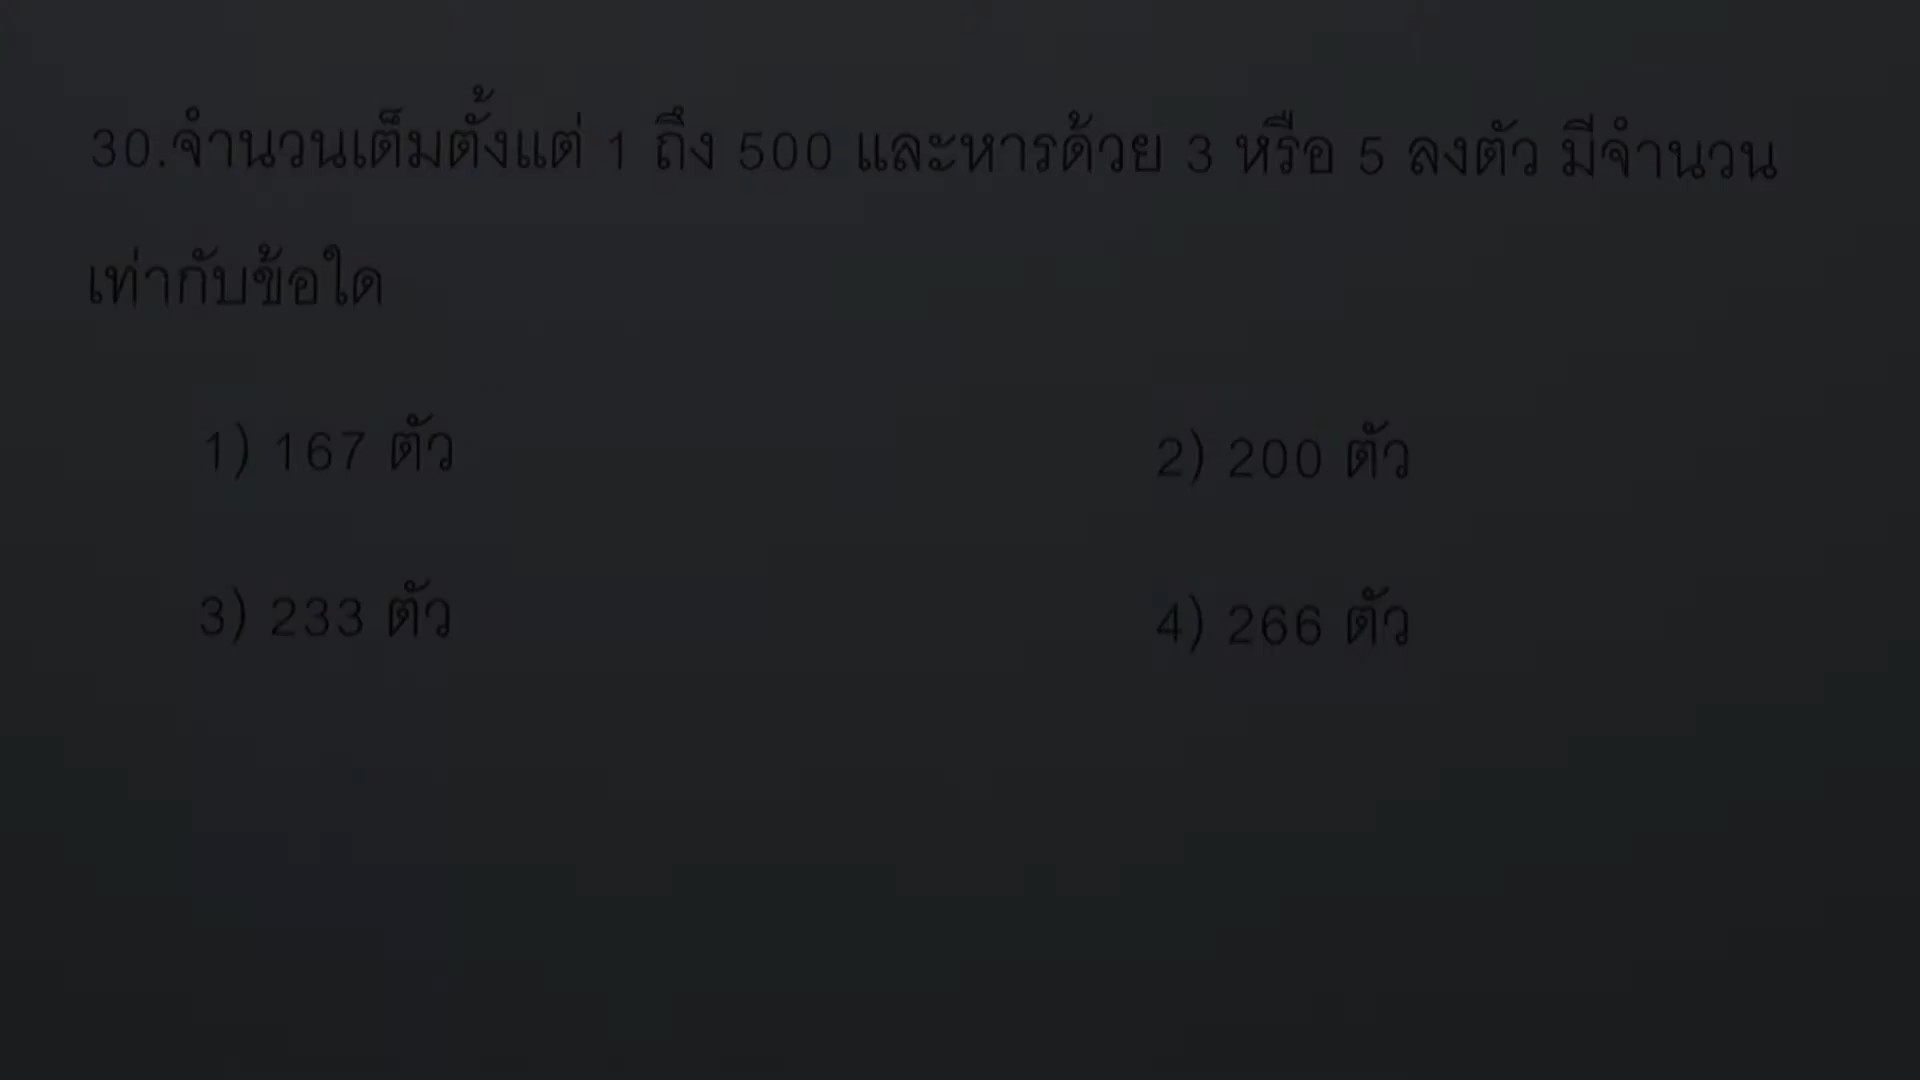 30.จำนวนเต็มตั้งแต่ 1 ถึง 500 และหารด้วย 3 หรือ 5 ลงตัว มีจำนวน
เท่ากับข้อใด
1) 167 ตัว
2) 200 ตัว
3) 233 ตัว
4) 266 ตัว